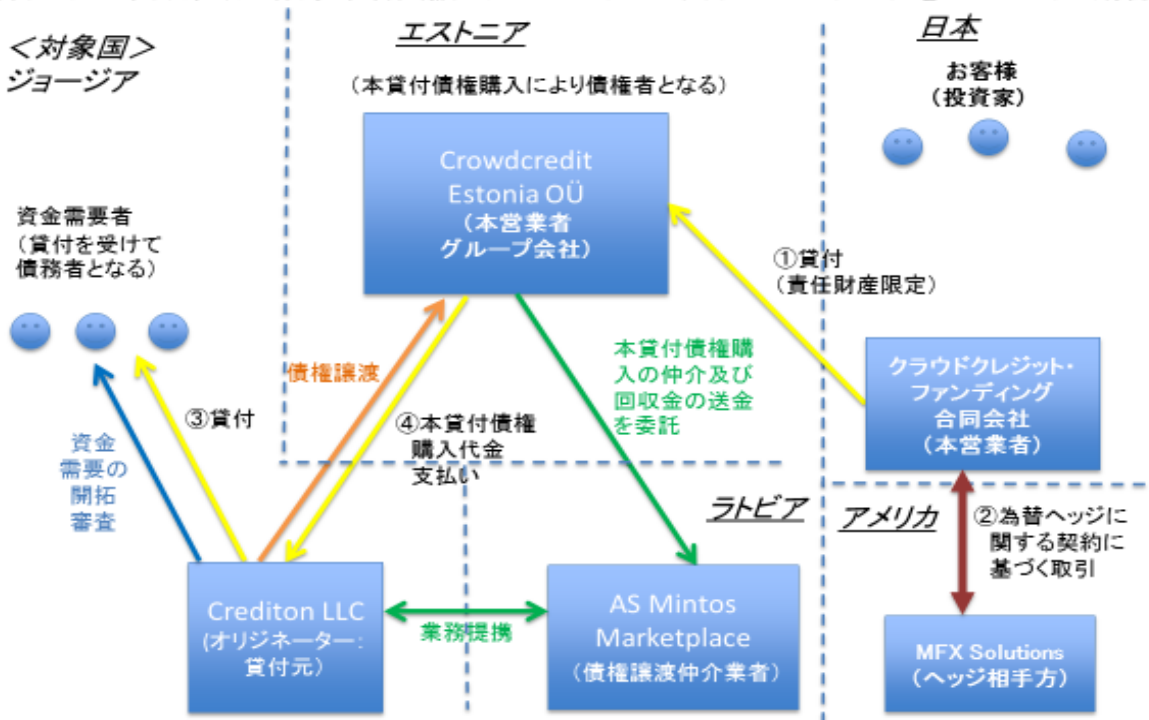 ＜対象国＞
ジョージア
エストニア
日本
（本貸付債権購入により債権者となる）
お客様
（投資家）
Crowdcredit
Estonia OÜ
（本営業者
グループ会社）
資金需要者
（貸付を受けて
債務者となる）
①貸付
（責任財産限定）
債権譲渡
本貸付債権購
入の仲介及び
回収金の送金
を委託
クラウドクレジット・
ファンディング
合同会社
（本営業者）
③貸付
④本貸付債権
購入代金
支払い
資金
需要の
開拓
審査
ラトビア
アメリカ
②為替ヘッジに
関する契約に
基づく取引
Crediton LLC
(オリジネーター：
貸付元）
業務提携
AS Mintos
Marketplace
（債権譲渡仲介業者）
MFX Solutions
（ヘッジ相手方）